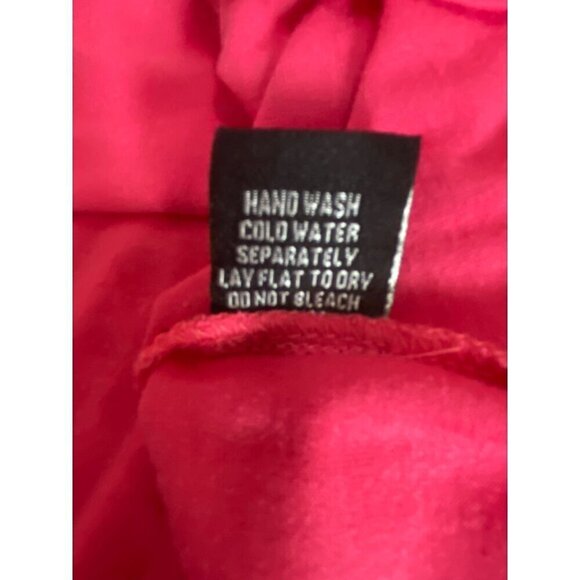 HAND WASH
COLD WATER
SEPARATELY
LAY FLAT TO DRY
DO NOT BLEACH